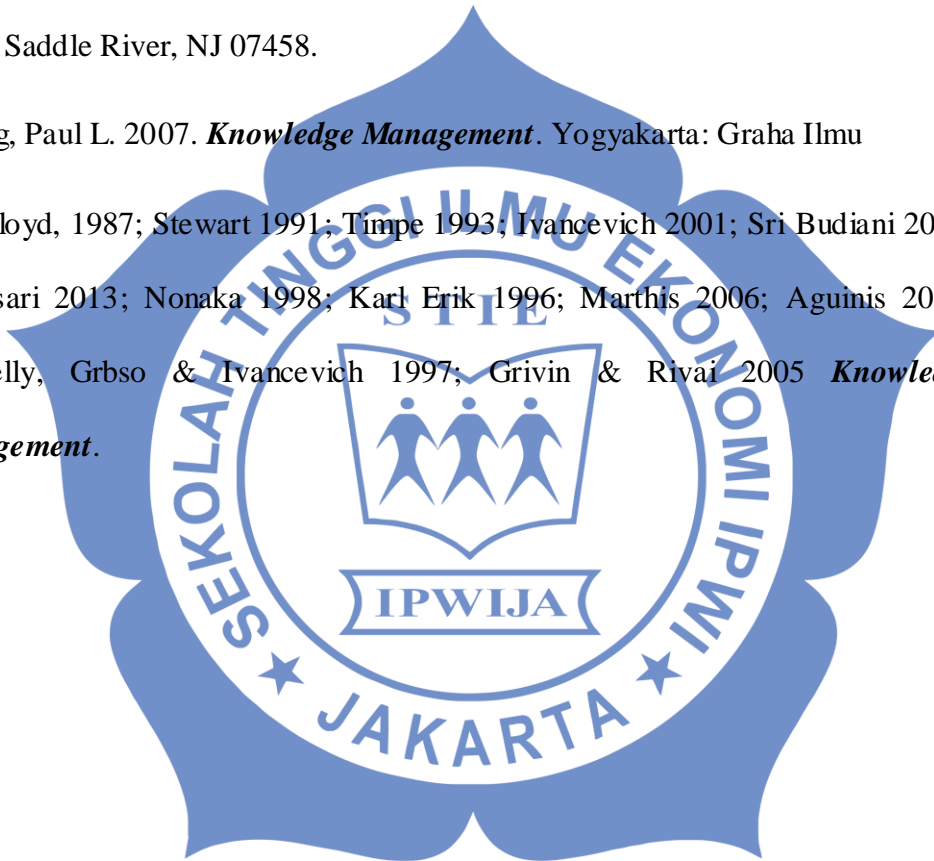 Saddle River, NJ 07458.
g, Paul L. 2007. Knowledge Management. Yogyakarta: Graha Ilmu
loyd, 1987; Stewart 1991; Timpe 1993; Ivancevich 2001; Sri Budiani 20
sari 2013; Nonaka 1998; Karl Erik 1996; Marthis 2006; Aguinis 20
elly, Grbso & Ivancevich 1997; Grivin & Rivai 2005 Knowle
gement.
SEKOLAH TINGGI ILMU EKONOMI IPWI
STIE
IPWIJA
★ JAKARTA ★